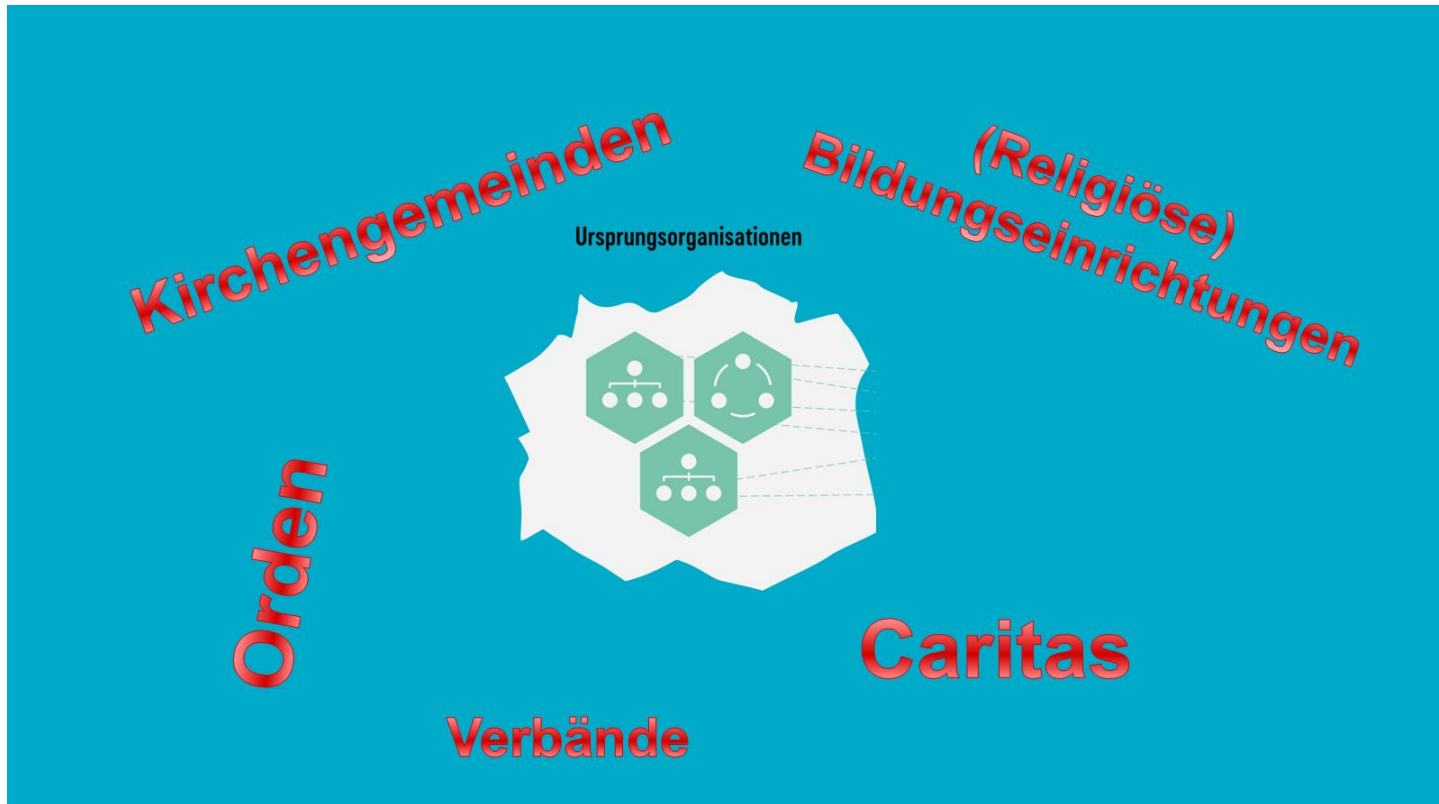 Kirchengemeinden
(Religiöse)
Bildungseinrichtungen
Ursprungsorganisationen
Orden
Caritas
Verbände